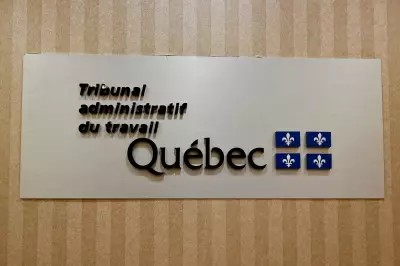 Tribunal
administratif
du travail
Québec